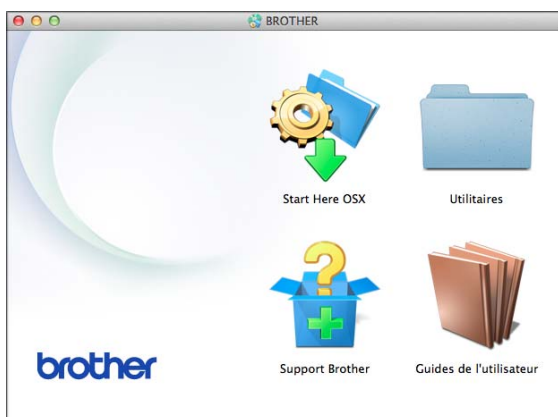 BROTHER
Start Here OSX
Utilitaires
Support Brother
Guides de l'utilisateur
brother